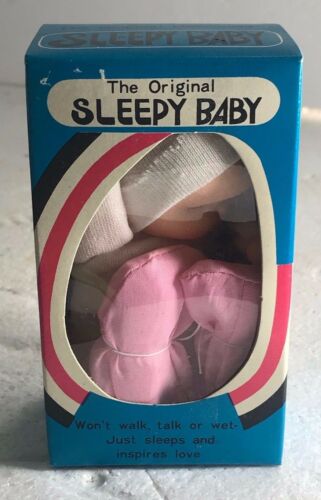 SLEEPY BABY
The Original
SLEEPY BABY
Won't walk, talk or wet-
Just sleeps and
inspires love